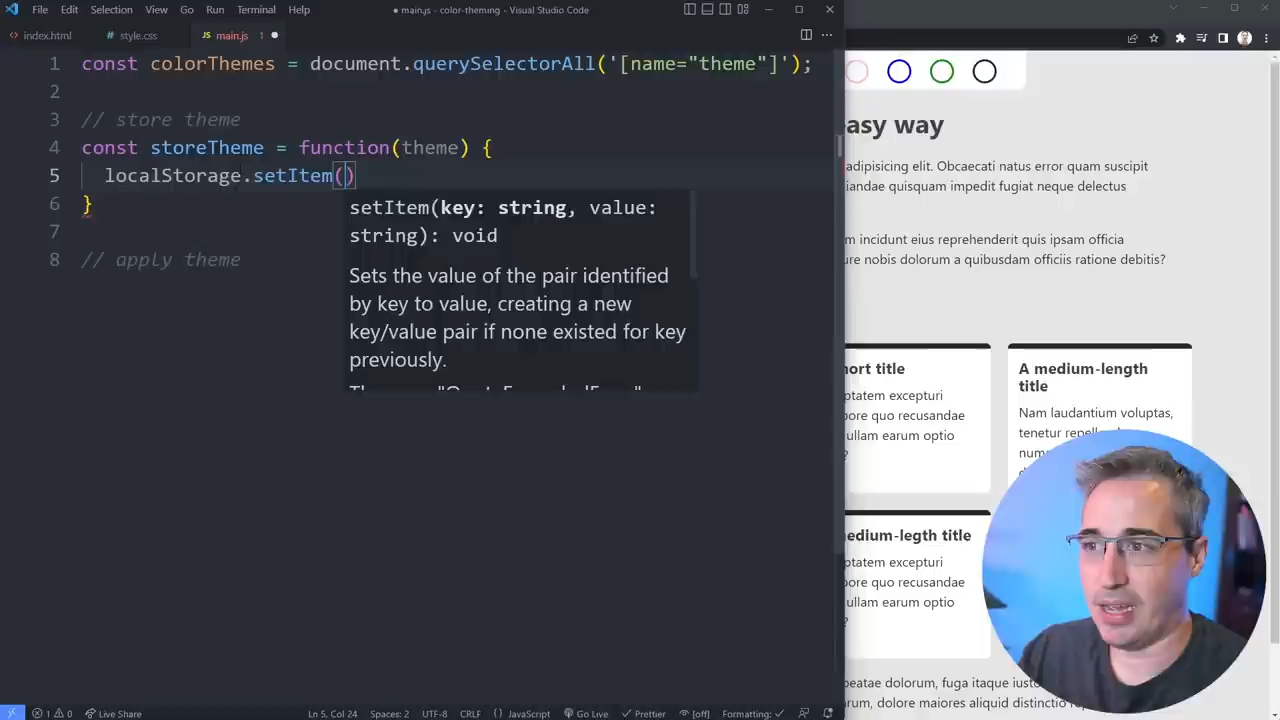 File Edit Selection View Go Run Terminal Help
main.js - color-theming - Visual Studio Code
index.html
style.css
main.js 1
1 const colorThemes = document.querySelectorAll('[name="theme"]');
2
3 // store theme
4 const storeTheme = function(theme) {
5 localStorage.setItem()
6 }
7
8 // apply theme
setItem(key: string, value:
string): void
Sets the value of the pair identified
by key to value, creating a new
key/value pair if none existed for key
previously.
asy way
adipisicing elit. Obcaecati natus error quam suscipit
iandae quisquam impedit fugiat neque delectus
m incidunt eius reprehenderit quis ipsam officia
ure nobis dolorum a quibusdam officiis ratione debitis?
hort title
ptatem excepturi
pore quo recusandae
ullam earum optio
?
A medium-length
title
Nam laudantium voluptas,
tenetur
edium-legth title
ptatem excepturi
pore quo recusandae
ullam earum optio
?
peatae dolorum, fuga itaque iusto
, dolore maiores aliquid distinctio
1 0 Live Share Ln 5, Col 24 Spaces: 2 UTF-8 CRLF {} JavaScript Go Live Prettier [off] Formatting: